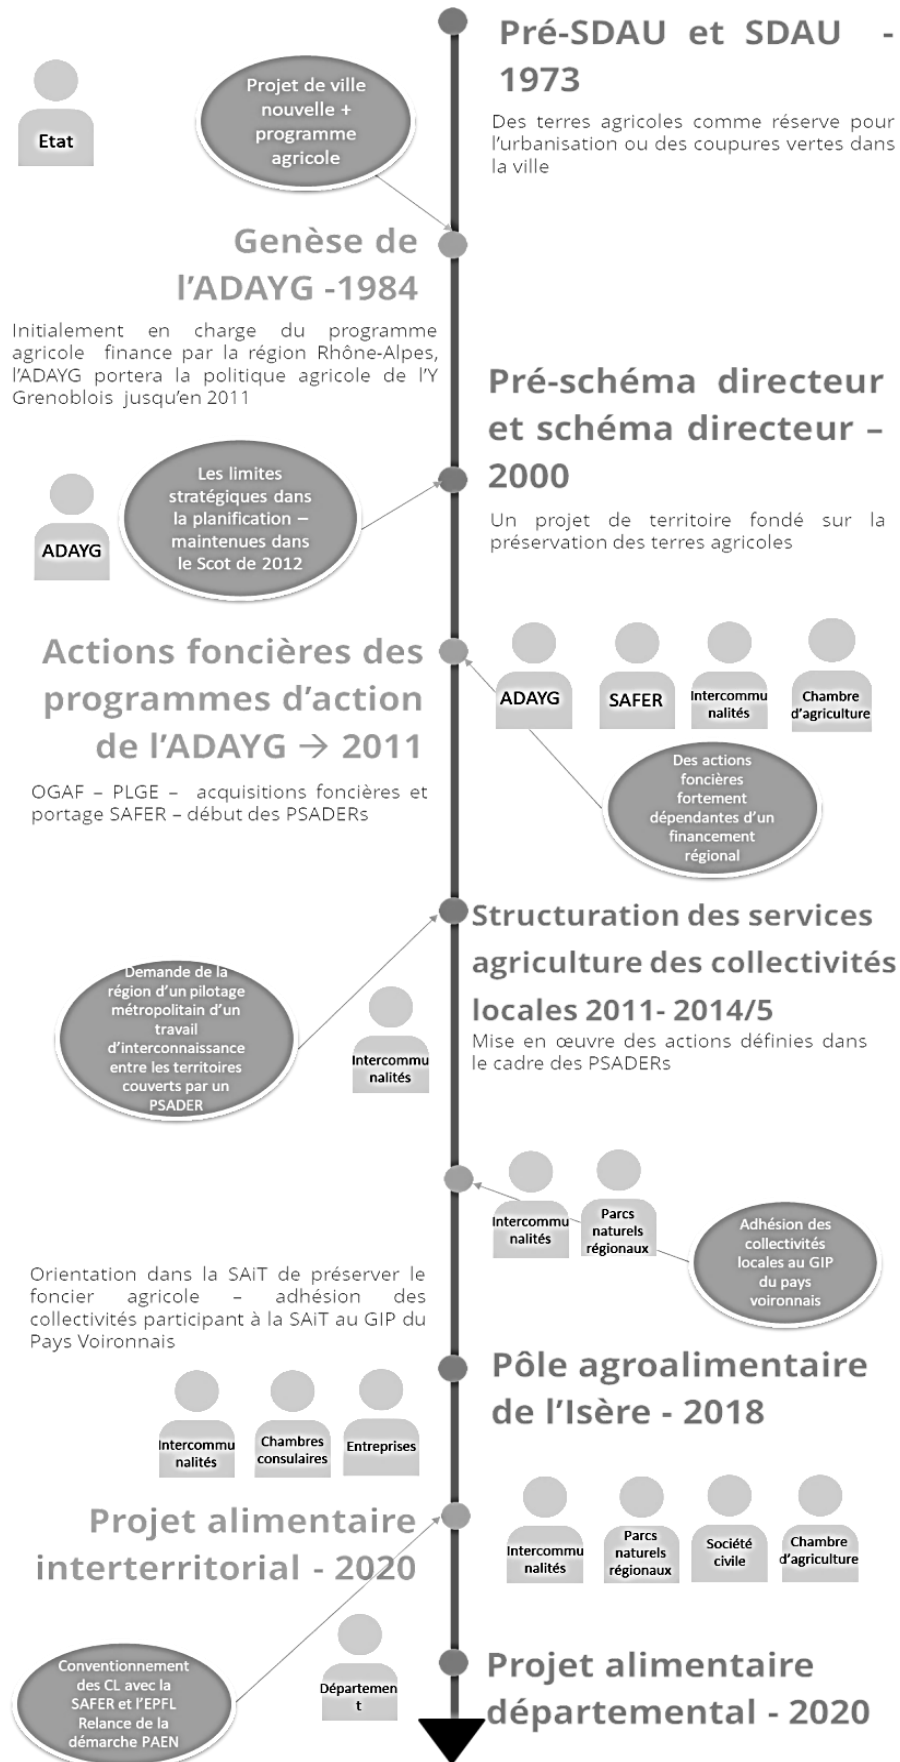 Pré-SDAU et SDAU -
1973
Des terres agricoles comme réserve pour
l'urbanisation ou des coupures vertes dans
la ville
Etat
Projet de ville
nouvelle +
programme
agricole
Genèse de
l'ADAYG -1984
Initialement en charge du programme
agricole finance par la région Rhône-Alpes,
l'ADAYG portera la politique agricole de l'Y
Grenoblois jusqu'en 2011
Pré-schéma directeur
et schéma directeur –
2000
Un projet de territoire fondé sur la
préservation des terres agricoles
ADAYG
Les limites
stratégiques dans
la planification –
maintenues dans
le Scot de 2012
Actions foncières des
programmes d'action
de l'ADAYG → 2011
OGAF – PLGE – acquisitions foncières et
portage SAFER – début des PSADERs
ADAYG
SAFER
Intercommu
nalités
Chambre
d'agriculture
Des actions
foncières
fortement
dépendantes d'un
financement
régional
Structuration des services
agriculture des collectivités
locales 2011- 2014/5
Mise en œuvre des actions définies dans
le cadre des PSADERs
Demande de la
région d'un pilotage
métropolitain d'un
travail
d'interconnaissance
entre les territoires
couverts par un
PSADER
Intercommu
nalités
Intercommu
nalités
Parcs
naturels
régionaux
Adhésion des
collectivités
locales au GIP
du pays
voironnais
Orientation dans la SAiT de préserver le
foncier agricole – adhésion des
collectivités participant à la SAiT au GIP du
Pays Voironnais
Pôle agroalimentaire
de l'Isère - 2018
Intercommu
nalités
Chambres
consulaires
Entreprises
Projet alimentaire
interterritorial - 2020
Intercommu
nalités
Parcs
naturels
régionaux
Société
civile
Chambre
d'agriculture
Conventionnement
des CL avec la
SAFER et l'EPFL
Relance de la
démarche PAEN
Départemen
t
Projet alimentaire
départemental - 2020